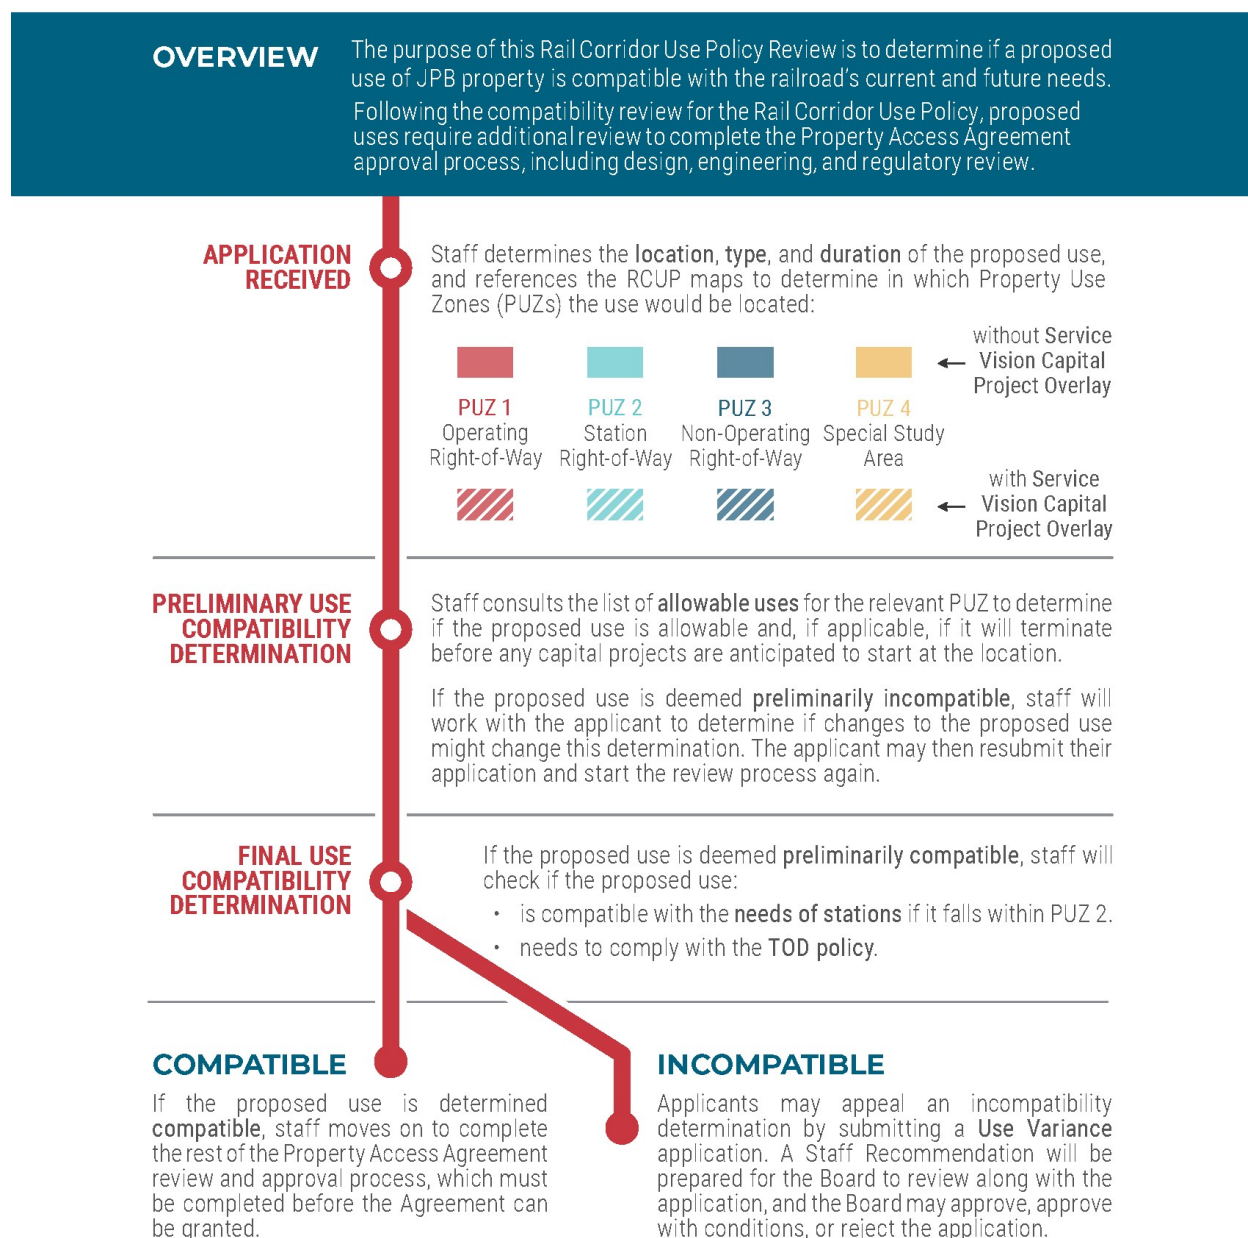 OVERVIEW
The purpose of this Rail Corridor Use Policy Review is to determine if a proposed
use of JPB property is compatible with the railroad's current and future needs.
Following the compatibility review for the Rail Corridor Use Policy, proposed
uses require additional review to complete the Property Access Agreement
approval process, including design, engineering, and regulatory review.
APPLICATION
RECEIVED
Staff determines the location, type, and duration of the proposed use,
and references the RCUP maps to determine in which Property Use
Zones (PUZs) the use would be located:
without Service
Vision Capital
Project Overlay
PUZ 1
Operating
Right-of-Way
PUZ 2
Station
Right-of-Way
PUZ 3
Non-Operating
Right-of-Way
PUZ 4
Special Study
Area
with Service
Vision Capital
Project Overlay
PRELIMINARY USE
COMPATIBILITY
DETERMINATION
Staff consults the list of allowable uses for the relevant PUZ to determine
if the proposed use is allowable and, if applicable, if it will terminate
before any capital projects are anticipated to start at the location.
If the proposed use is deemed preliminarily incompatible, staff will
work with the applicant to determine if changes to the proposed use
might change this determination. The applicant may then resubmit their
application and start the review process again.
FINAL USE
COMPATIBILITY
DETERMINATION
If the proposed use is deemed preliminarily compatible, staff will
check if the proposed use:
• is compatible with the needs of stations if it falls within PUZ 2.
• needs to comply with the TOD policy.
COMPATIBLE
If the proposed use is determined
compatible, staff moves on to complete
the rest of the Property Access Agreement
review and approval process, which must
be completed before the Agreement can
be granted.
INCOMPATIBLE
Applicants may appeal an incompatibility
determination by submitting a Use Variance
application. A Staff Recommendation will be
prepared for the Board to review along with the
application, and the Board may approve, approve
with conditions, or reject the application.